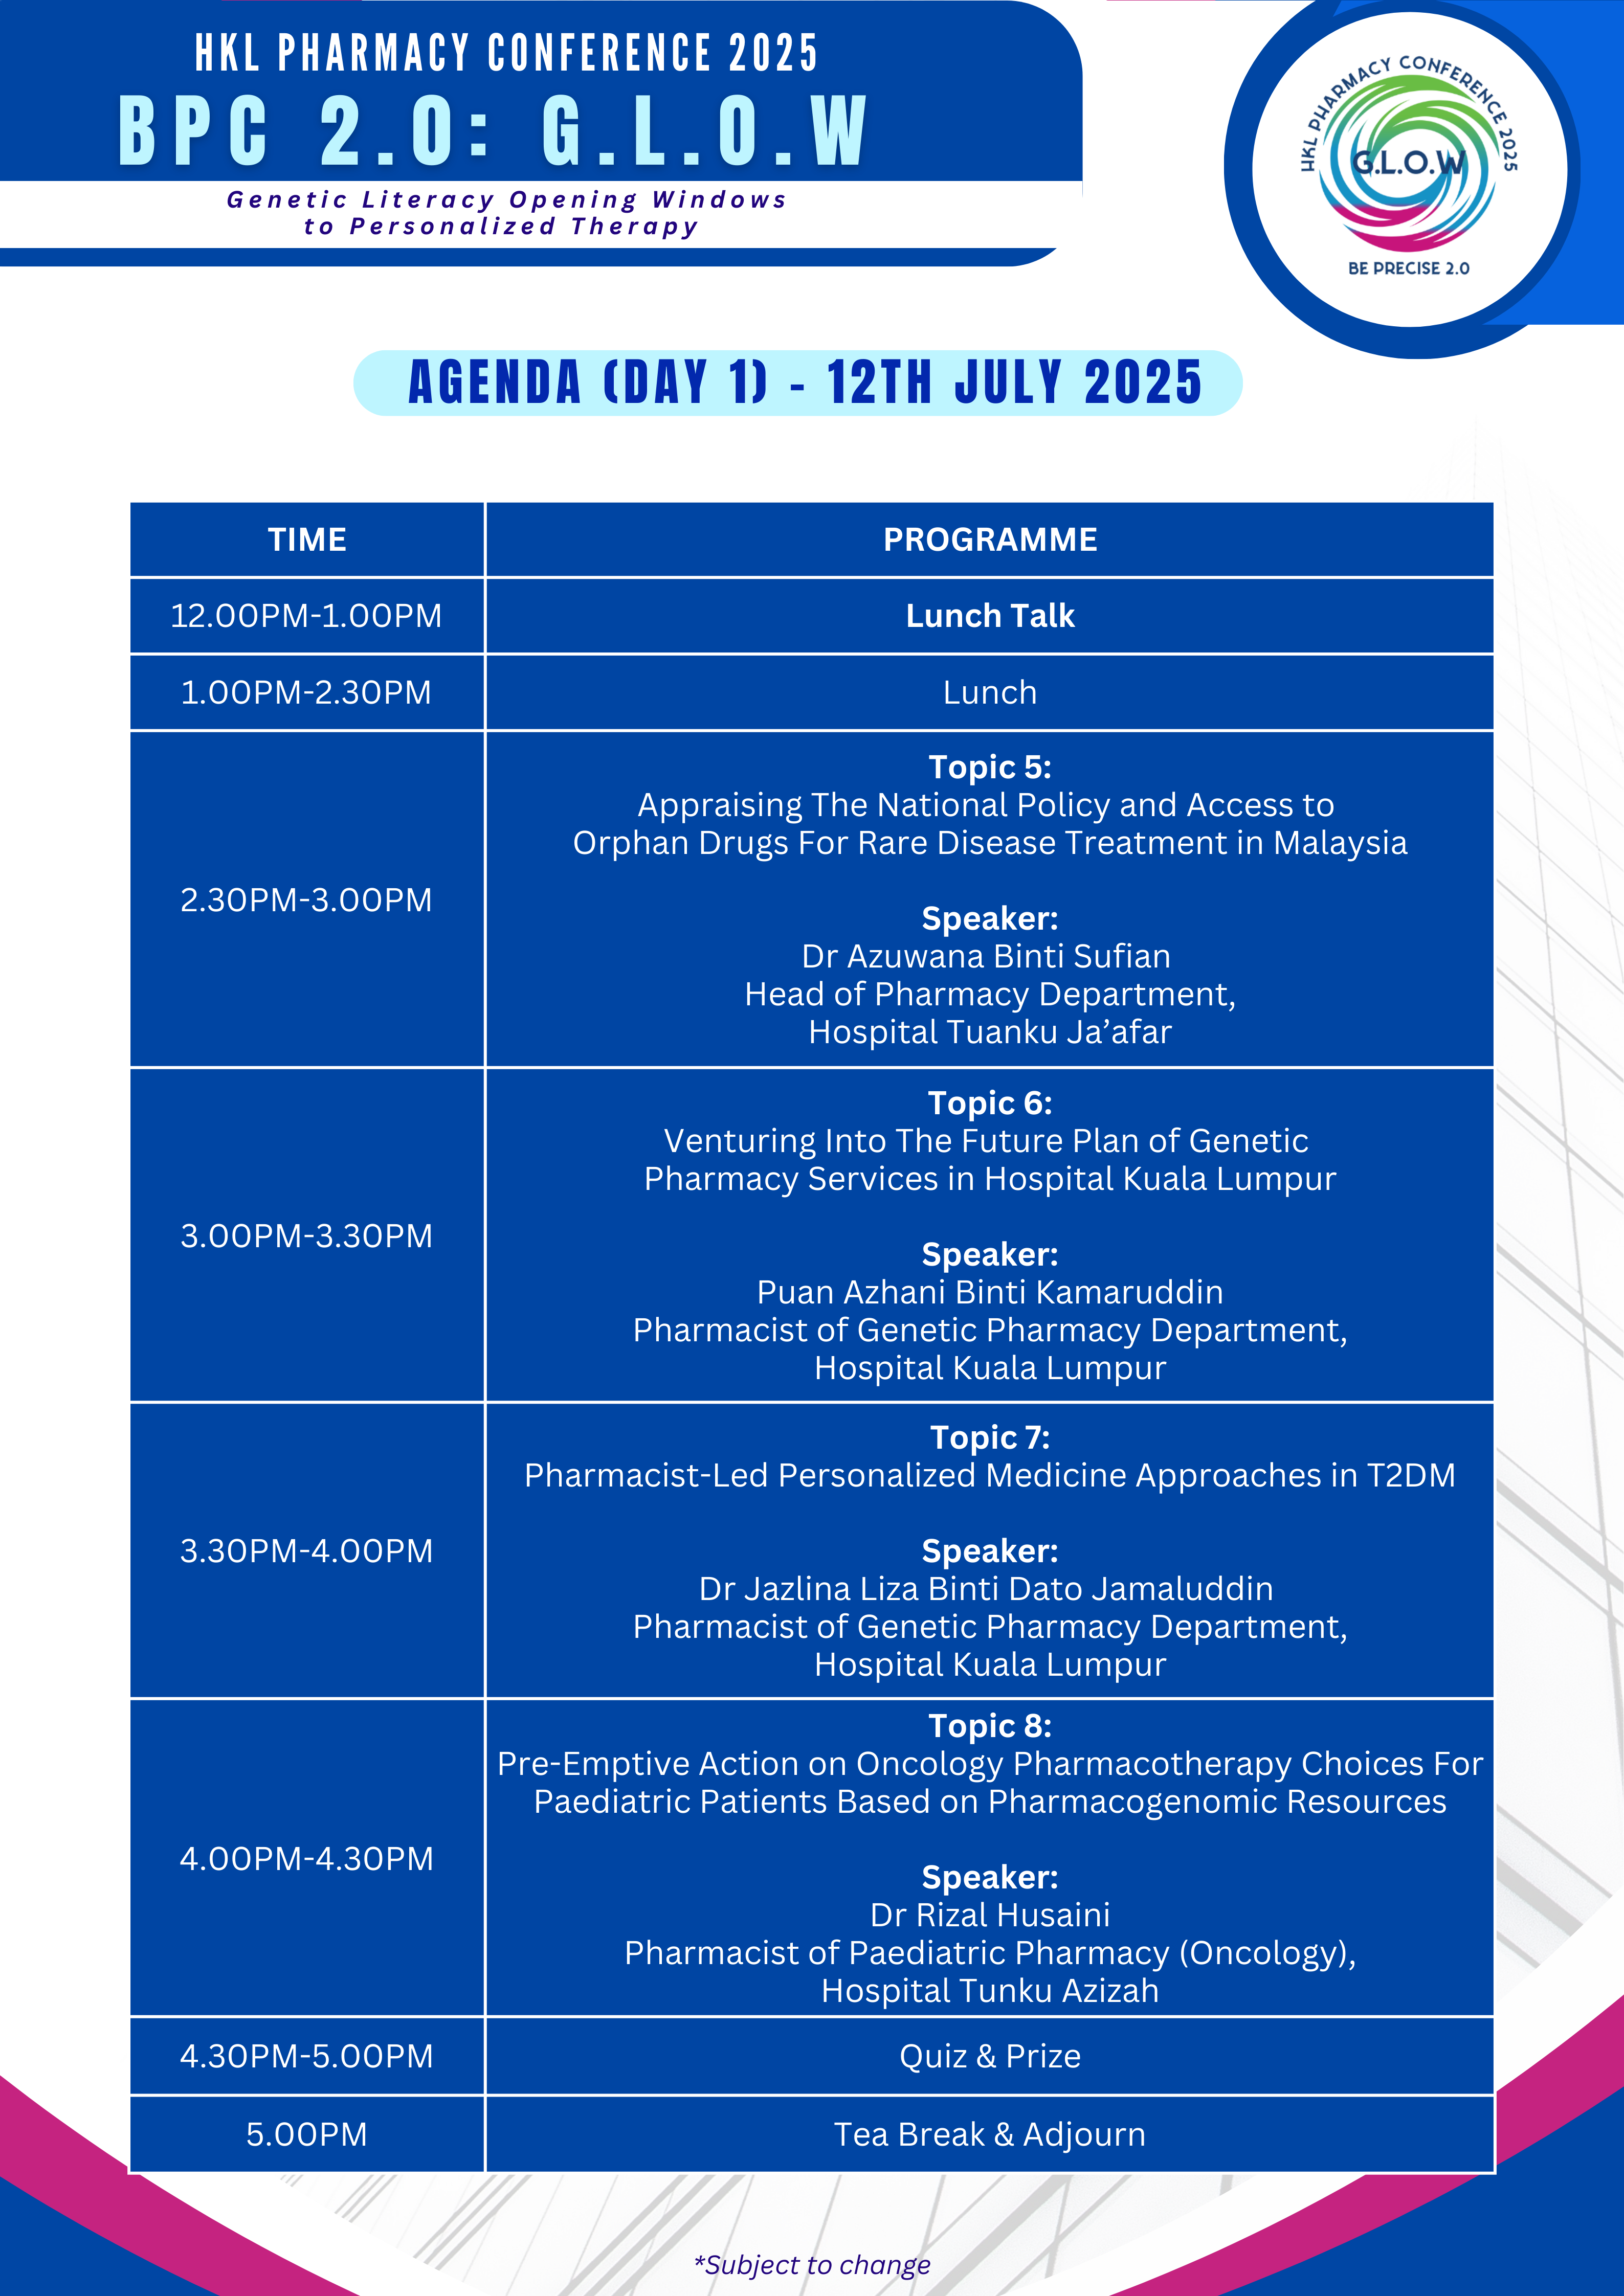 HKL PHARMACY CONFERENCE 2025
BPC 2.0: G.L.O.W
Genetic Literacy Opening Windows
to Personalized Therapy
HKL PHARMACY CONFERENCE 2025
G.L.O.W
BE PRECISE 2.0
AGENDA (DAY 1) - 12TH JULY 2025
TIME
PROGRAMME
12.00PM-1.00PM
Lunch Talk
1.00PM-2.30PM
Lunch
2.30PM-3.00PM
Topic 5:
Appraising The National Policy and Access to
Orphan Drugs For Rare Disease Treatment in Malaysia
Speaker:
Dr Azuwana Binti Sufian
Head of Pharmacy Department,
Hospital Tuanku Ja’afar
3.00PM-3.30PM
Topic 6:
Venturing Into The Future Plan of Genetic
Pharmacy Services in Hospital Kuala Lumpur
Speaker:
Puan Azhani Binti Kamaruddin
Pharmacist of Genetic Pharmacy Department,
Hospital Kuala Lumpur
3.30PM-4.00PM
Topic 7:
Pharmacist-Led Personalized Medicine Approaches in T2DM
Speaker:
Dr Jazlina Liza Binti Dato Jamaluddin
Pharmacist of Genetic Pharmacy Department,
Hospital Kuala Lumpur
4.00PM-4.30PM
Topic 8:
Pre-Emptive Action on Oncology Pharmacotherapy Choices For
Paediatric Patients Based on Pharmacogenomic Resources
Speaker:
Dr Rizal Husaini
Pharmacist of Paediatric Pharmacy (Oncology),
Hospital Tunku Azizah
4.30PM-5.00PM
Quiz & Prize
5.00PM
Tea Break & Adjourn
*Subject to change